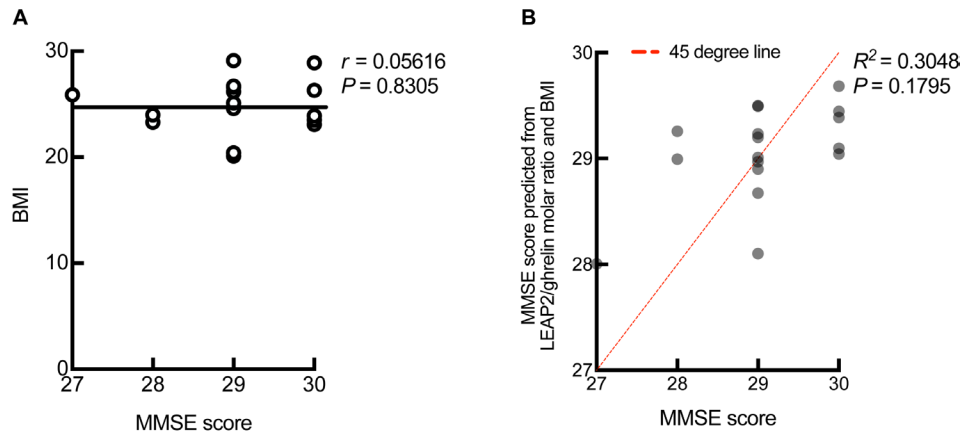 A
30
20
10
0
BMI
27
28
29
30
MMSE score
r = 0.05616
P = 0.8305
B
45 degree line
R² = 0.3048
P = 0.1795
30
29
28
27
MMSE score predicted from
LEAP2/ghrelin molar ratio and BMI
27
28
29
30
MMSE score